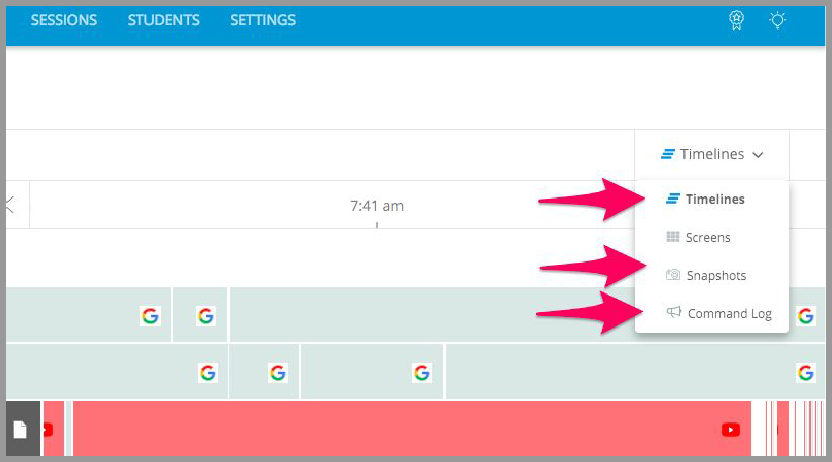 SESSIONS STUDENTS SETTINGS
Timelines
7:41 am
Timelines
Screens
Snapshots
Command Log